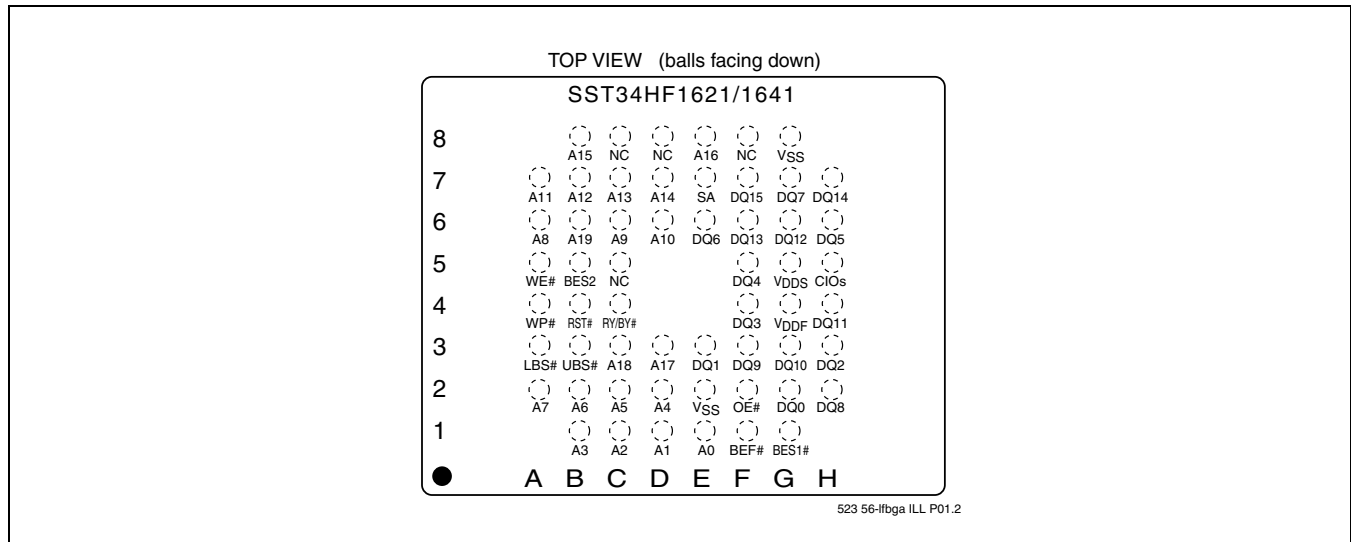 TOP VIEW (balls facing down)
SST34HF1621/1641
8
A15 NC NC A16 NC VSS
7
A11 A12 A13 A14 SA DQ15 DQ7 DQ14
6
A8 A19 A9 A10 DQ6 DQ13 DQ12 DQ5
5
WE# BES2 NC DQ4 VDDS CIOs
4
WP# RST# RY/BY# DQ3 VDDF DQ11
3
LBS# UBS# A18 A17 DQ1 DQ9 DQ10 DQ2
2
A7 A6 A5 A4 VSS OE# DQ0 DQ8
1
A3 A2 A1 A0 BEF# BES1#
A B C D E F G H
523 56-lfbga ILL P01.2